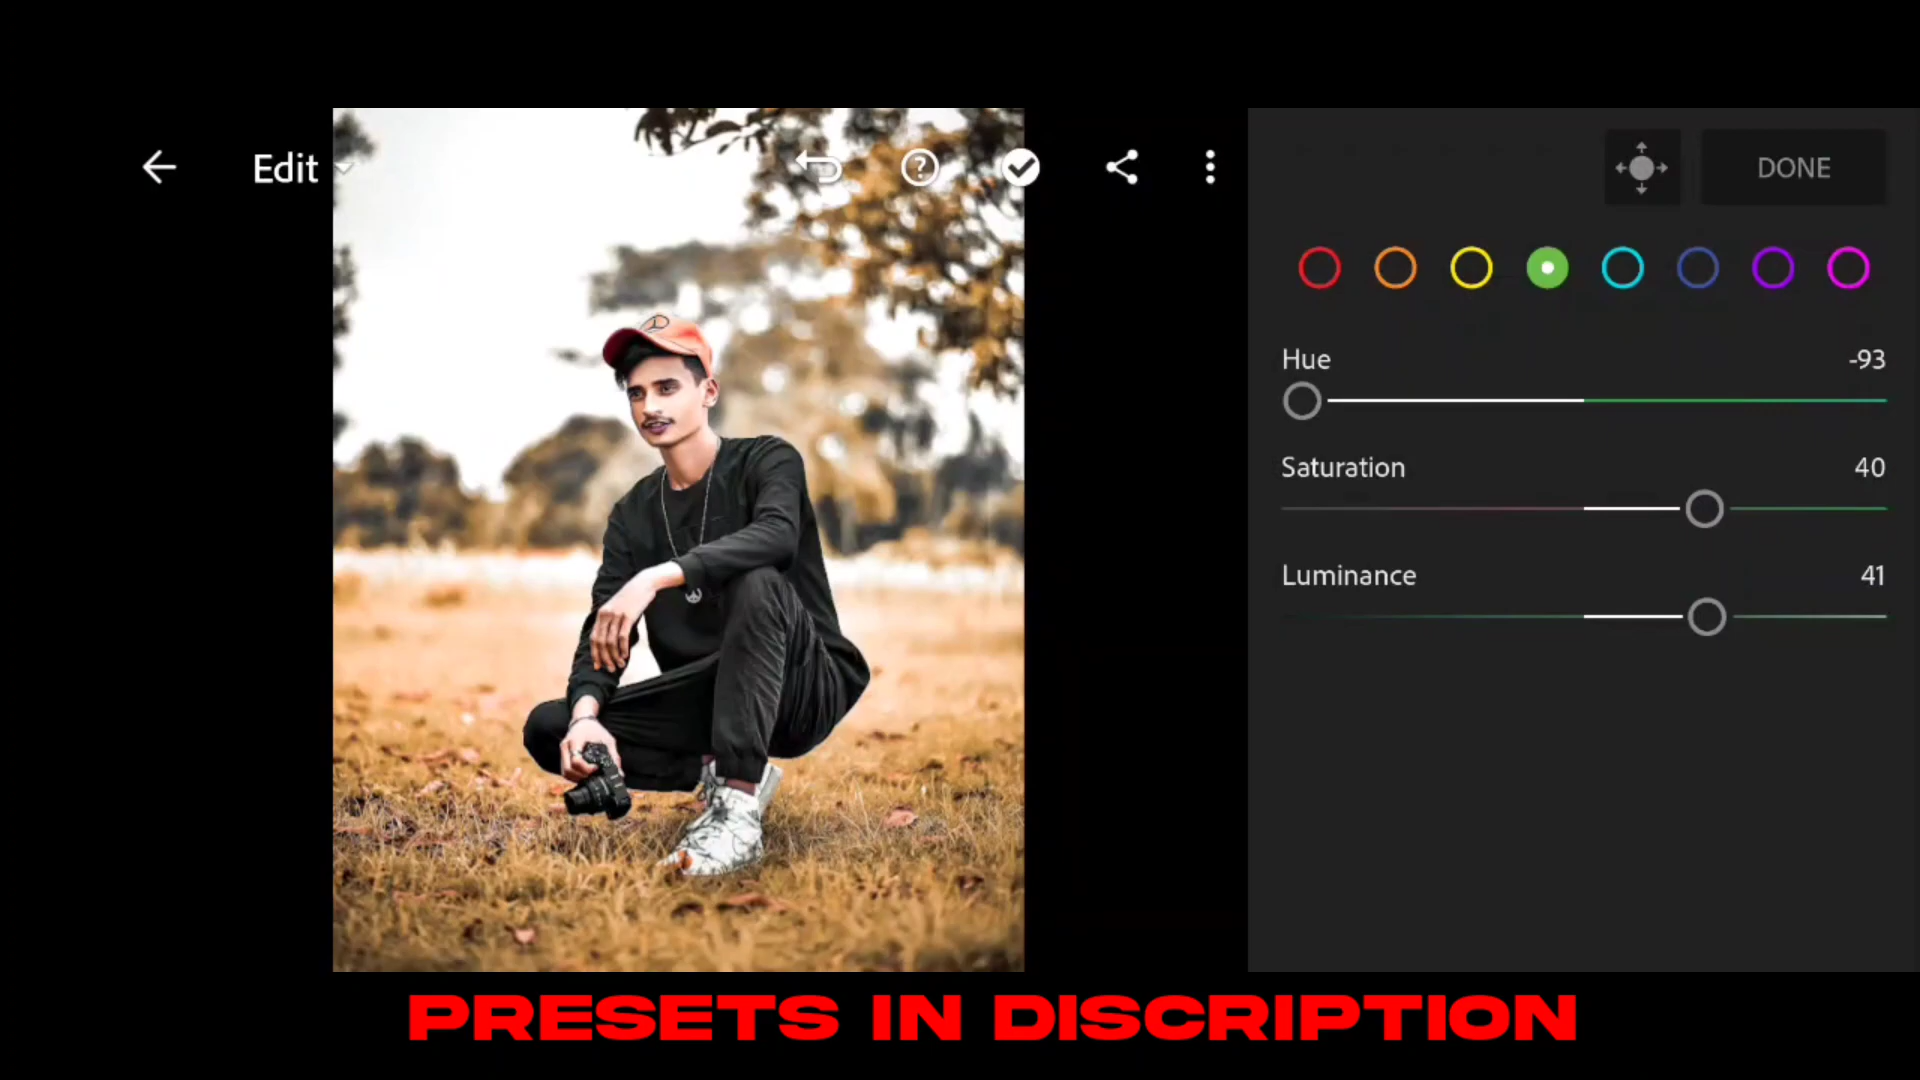 Edit
DONE
Hue -93
Saturation 40
Luminance 41
PRESETS IN DISCRIPTION